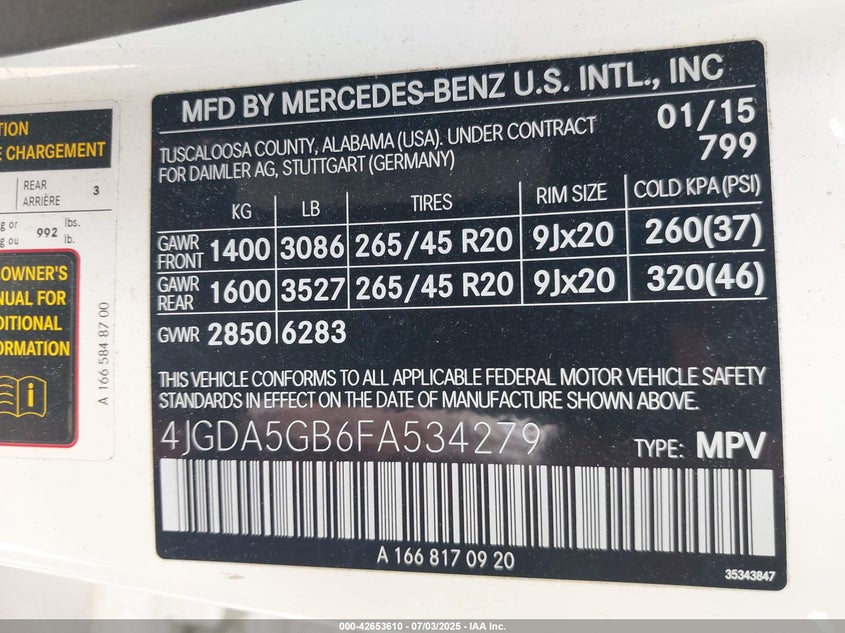 TION
E CHARGEMENT
REAR
ARRIÈRE 3
g or
g ou 992 lbs.
lb.
OWNER'S
NUAL FOR
DITIONAL
ORMATION
A 166 584 87 00
MFD BY MERCEDES-BENZ U.S. INTL., INC
TUSCALOOSA COUNTY, ALABAMA (USA). UNDER CONTRACT
FOR DAIMLER AG, STUTTGART (GERMANY)
01/15
799
KG LB TIRES RIM SIZE COLD KPA (PSI)
GAWR
FRONT 1400 3086 265/45 R20 9Jx20 260(37)
GAWR
REAR 1600 3527 265/45 R20 9Jx20 320(46)
GVWR 2850 6283
THIS VEHICLE CONFORMS TO ALL APPLICABLE FEDERAL MOTOR VEHICLE SAFETY
STANDARDS IN EFFECT ON THE DATE OF MANUFACTURE SHOWN ABOVE.
4JGDA5GB6FA534279 TYPE: MPV
A 166 817 09 20
35343847
000-42653610 - 07/03/2025 - IAA Inc.